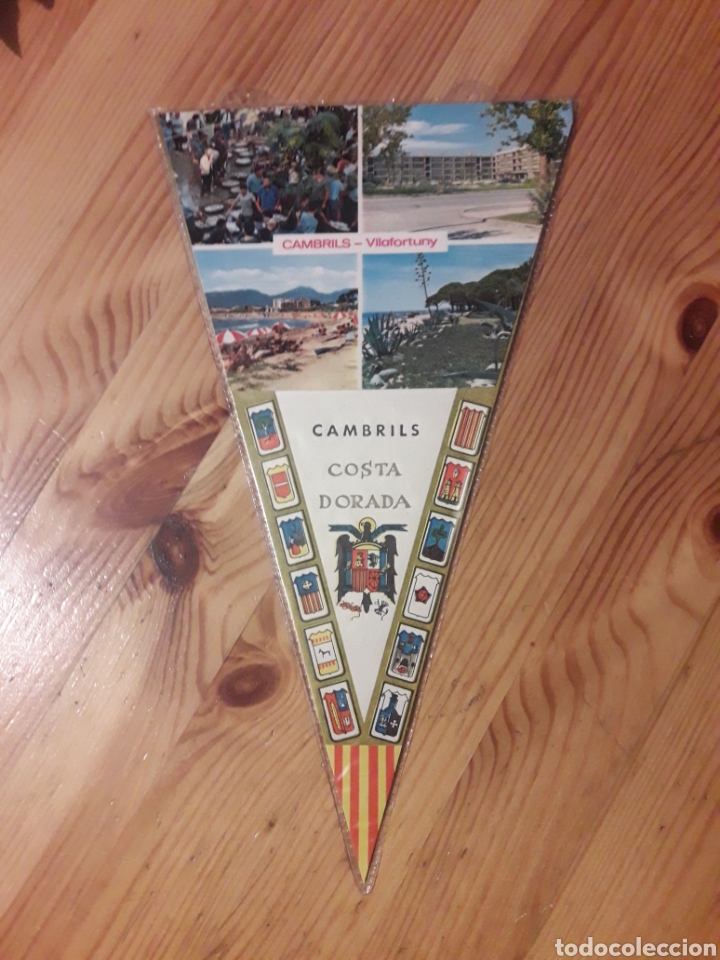 CAMBRILS - Vilafortuny
CAMBRILS
COSTA
DORADA
todocoleccion